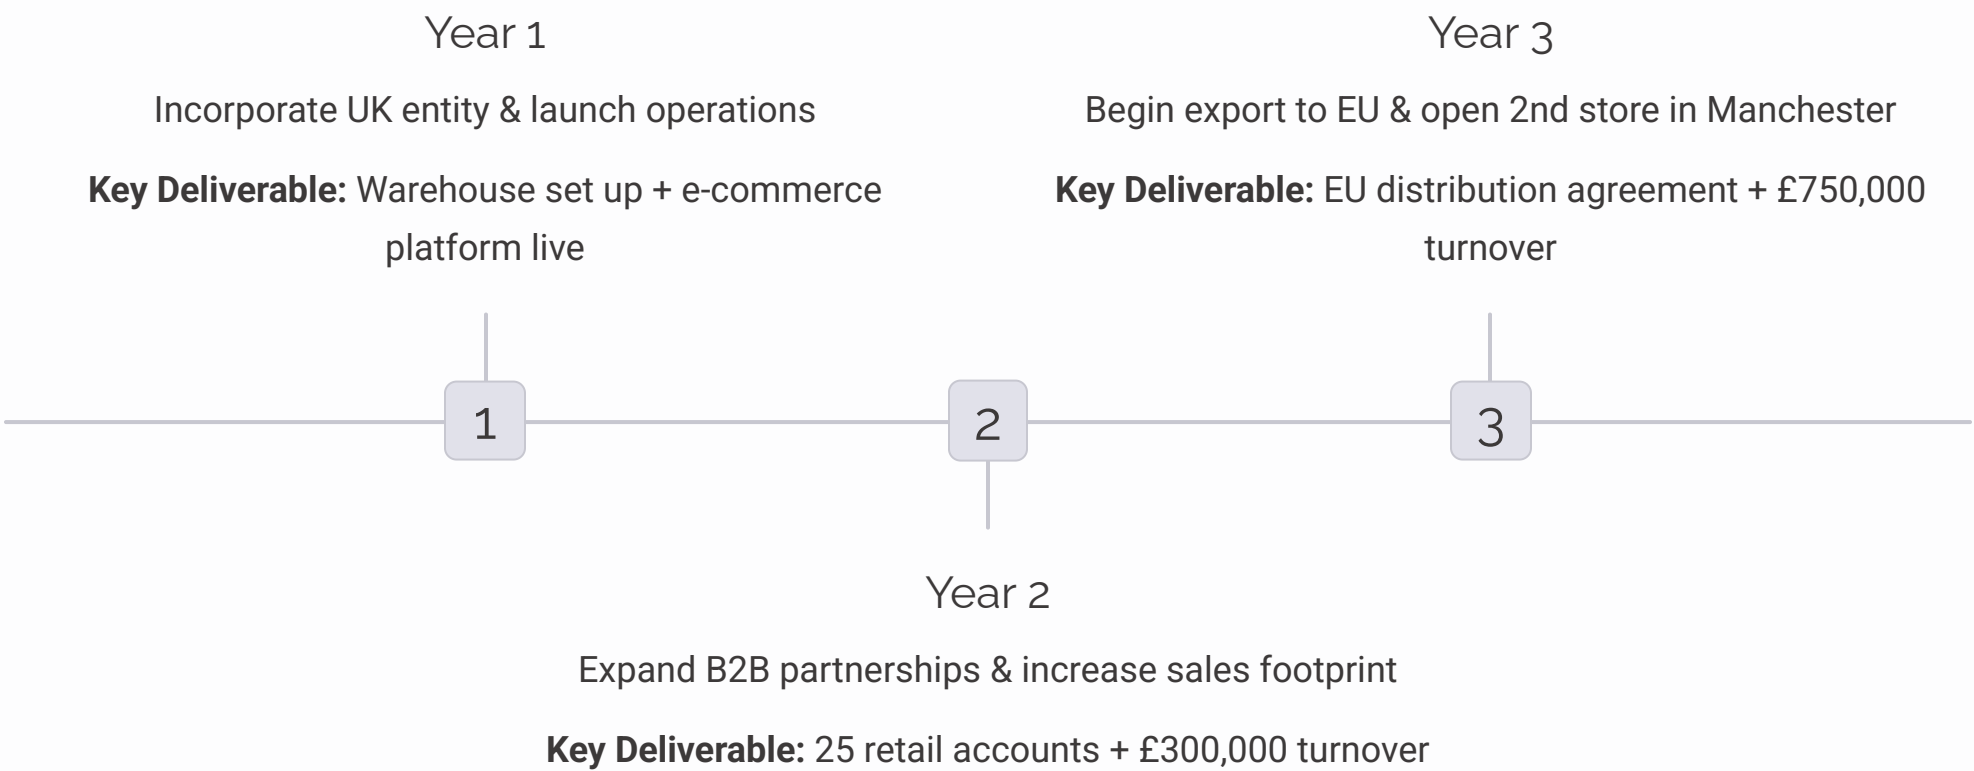 Year 1
Incorporate UK entity & launch operations
Key Deliverable: Warehouse set up + e-commerce
platform live
Year 3
Begin export to EU & open 2nd store in Manchester
Key Deliverable: EU distribution agreement + £750,000
turnover
1
2
3
Year 2
Expand B2B partnerships & increase sales footprint
Key Deliverable: 25 retail accounts + £300,000 turnover